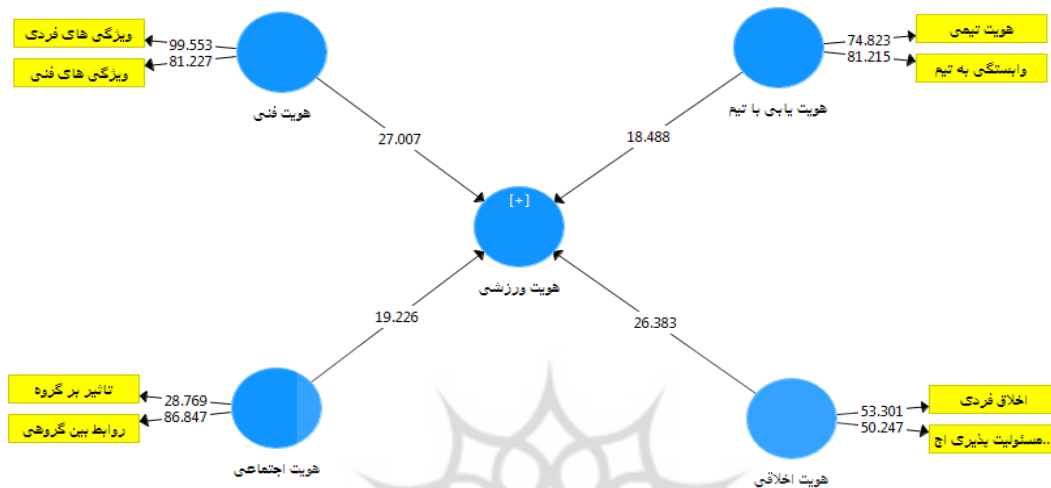 ویژگی های فردی
99.553
81.227
ویژگی های فنی
هویت فنی
هویت تیمی
74.823
81.215
وابستگی به تیم
هویت یابی با تیم
27.007
18.488
[+]
هویت ورزشی
19.226
26.383
تاثیر بر گروه
28.769
86.847
روابط بین گروهی
هویت اجتماعی
اخلاق فردی
53.301
50.247
مسئولیت پذیری اج..
هویت اخلاقی